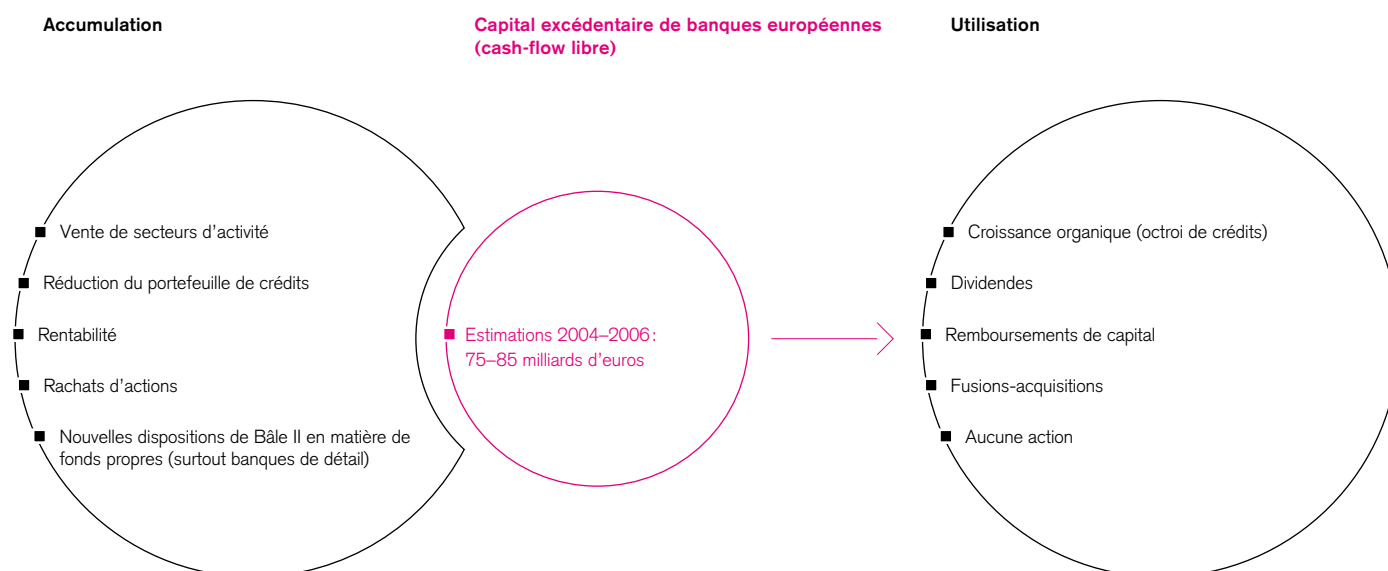 Accumulation
Capital excédentaire de banques européennes
(cash-flow libre)
Utilisation
Vente de secteurs d'activité
Réduction du portefeuille de crédits
Rentabilité
Rachats d'actions
Nouvelles dispositions de Bâle II en matière de
fonds propres (surtout banques de détail)
Estimations 2004–2006:
75–85 milliards d'euros
Croissance organique (octroi de crédits)
Dividendes
Remboursements de capital
Fusions-acquisitions
Aucune action